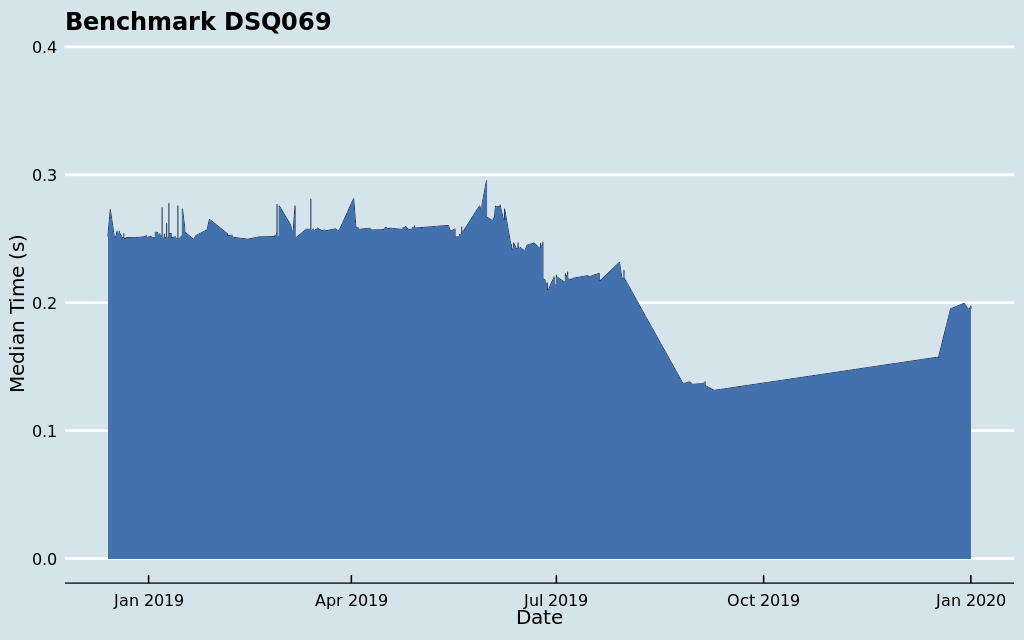 Benchmark DSQ069
0.4
0.3
0.2
0.1
0.0
Median Time (s)
Jan 2019
Apr 2019
Jul 2019
Oct 2019
Jan 2020
Date